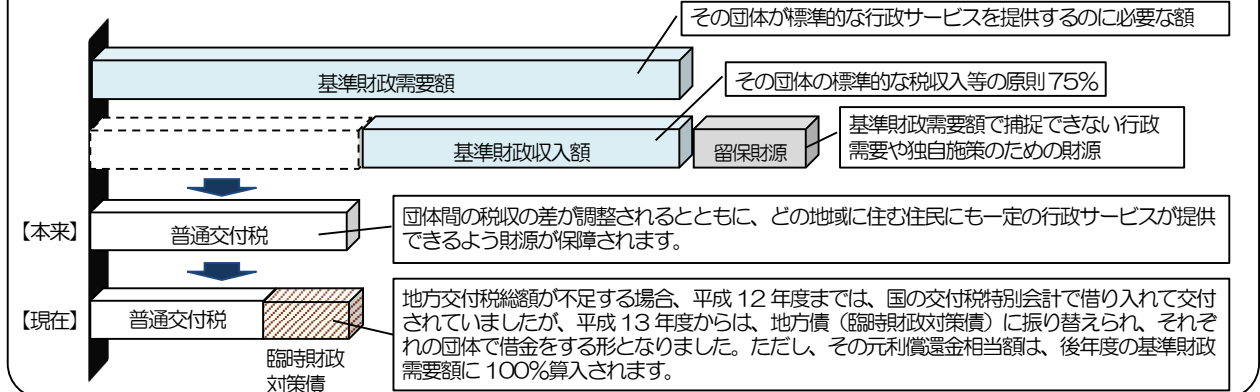 その団体が標準的な行政サービスを提供するのに必要な額
基準財政需要額
その団体の標準的な税収入等の原則75%
基準財政収入額
留保財源
基準財政需要額で捕捉できない行政
需要や独自施策のための財源
【本来】
普通交付税
団体間の税収の差が調整されるとともに、どの地域に住む住民にも一定の行政サービスが提供
できるよう財源が保障されます。
【現在】
普通交付税
地方交付税総額が不足する場合、平成 12 年度までは、国の交付税特別会計で借り入れて交付
されていましたが、平成 13 年度からは、地方債(臨時財政対策債)に振り替えられ、それぞ
れの団体で借金をする形となりました。ただし、その元利償還金相当額は、後年度の基準財政
需要額に 100%算入されます。
臨時財政
対策債